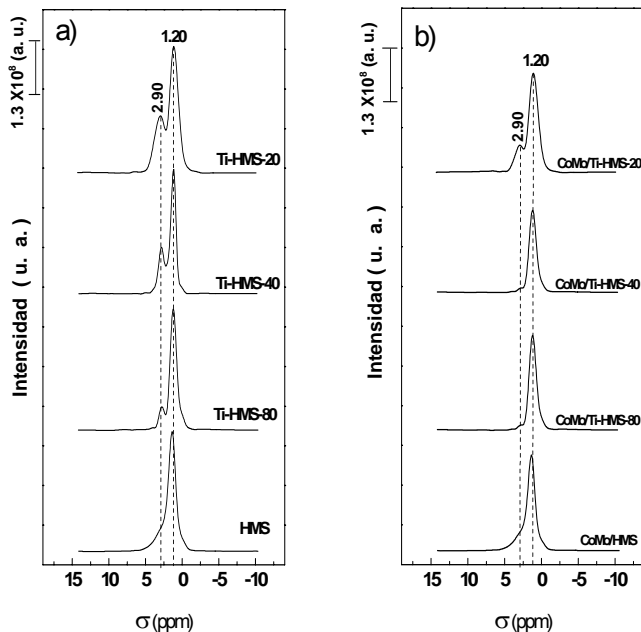 a)
1.3 X10⁸ (a. u.)
1.20
2.90
Ti-HMS-20
Ti-HMS-40
Ti-HMS-80
HMS
Intensidad ( u. a. )
15 10 5 0 -5 -10
σ (ppm)
b)
1.3 X10⁸ (a. u.)
1.20
2.90
CoMo/Ti-HMS-20
CoMo/Ti-HMS-40
CoMo/Ti-HMS-80
CoMo/HMS
Intensidad ( u. a. )
15 10 5 0 -5 -10
σ (ppm)